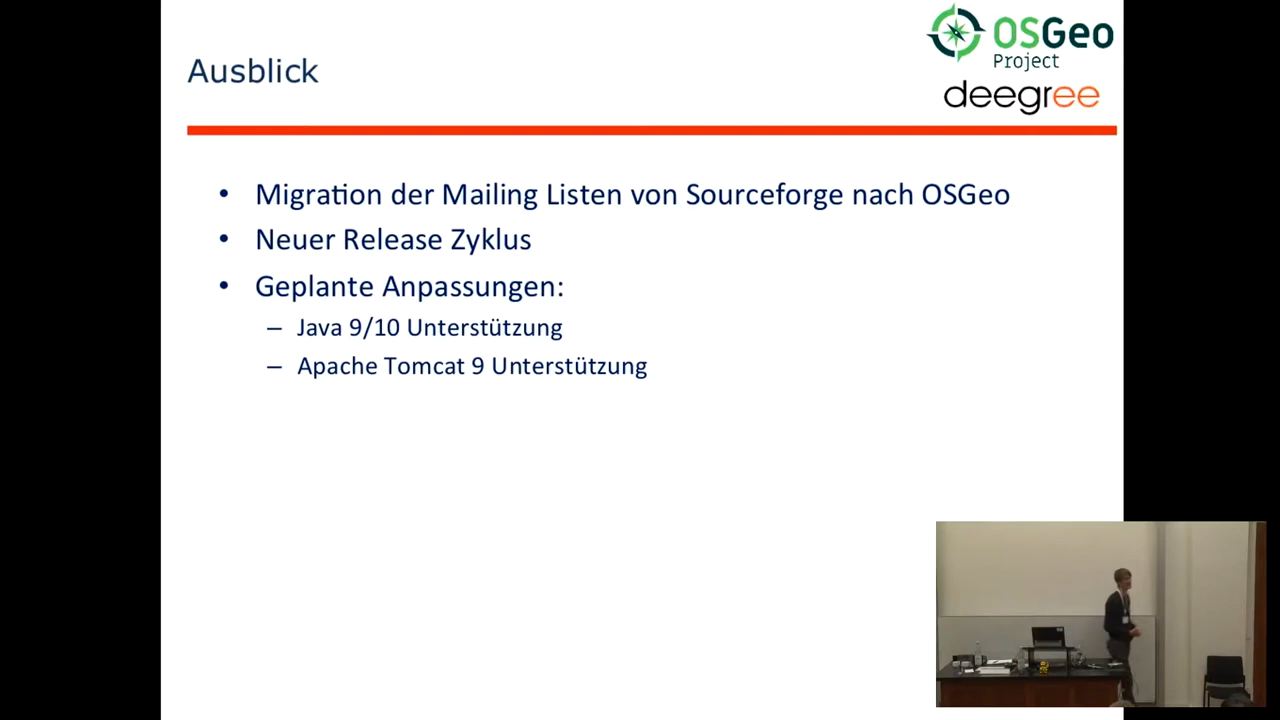 OSGeo
Project
deegree
Ausblick
• Migration der Mailing Listen von Sourceforge nach OSGeo
• Neuer Release Zyklus
• Geplante Anpassungen:
– Java 9/10 Unterstützung
– Apache Tomcat 9 Unterstützung